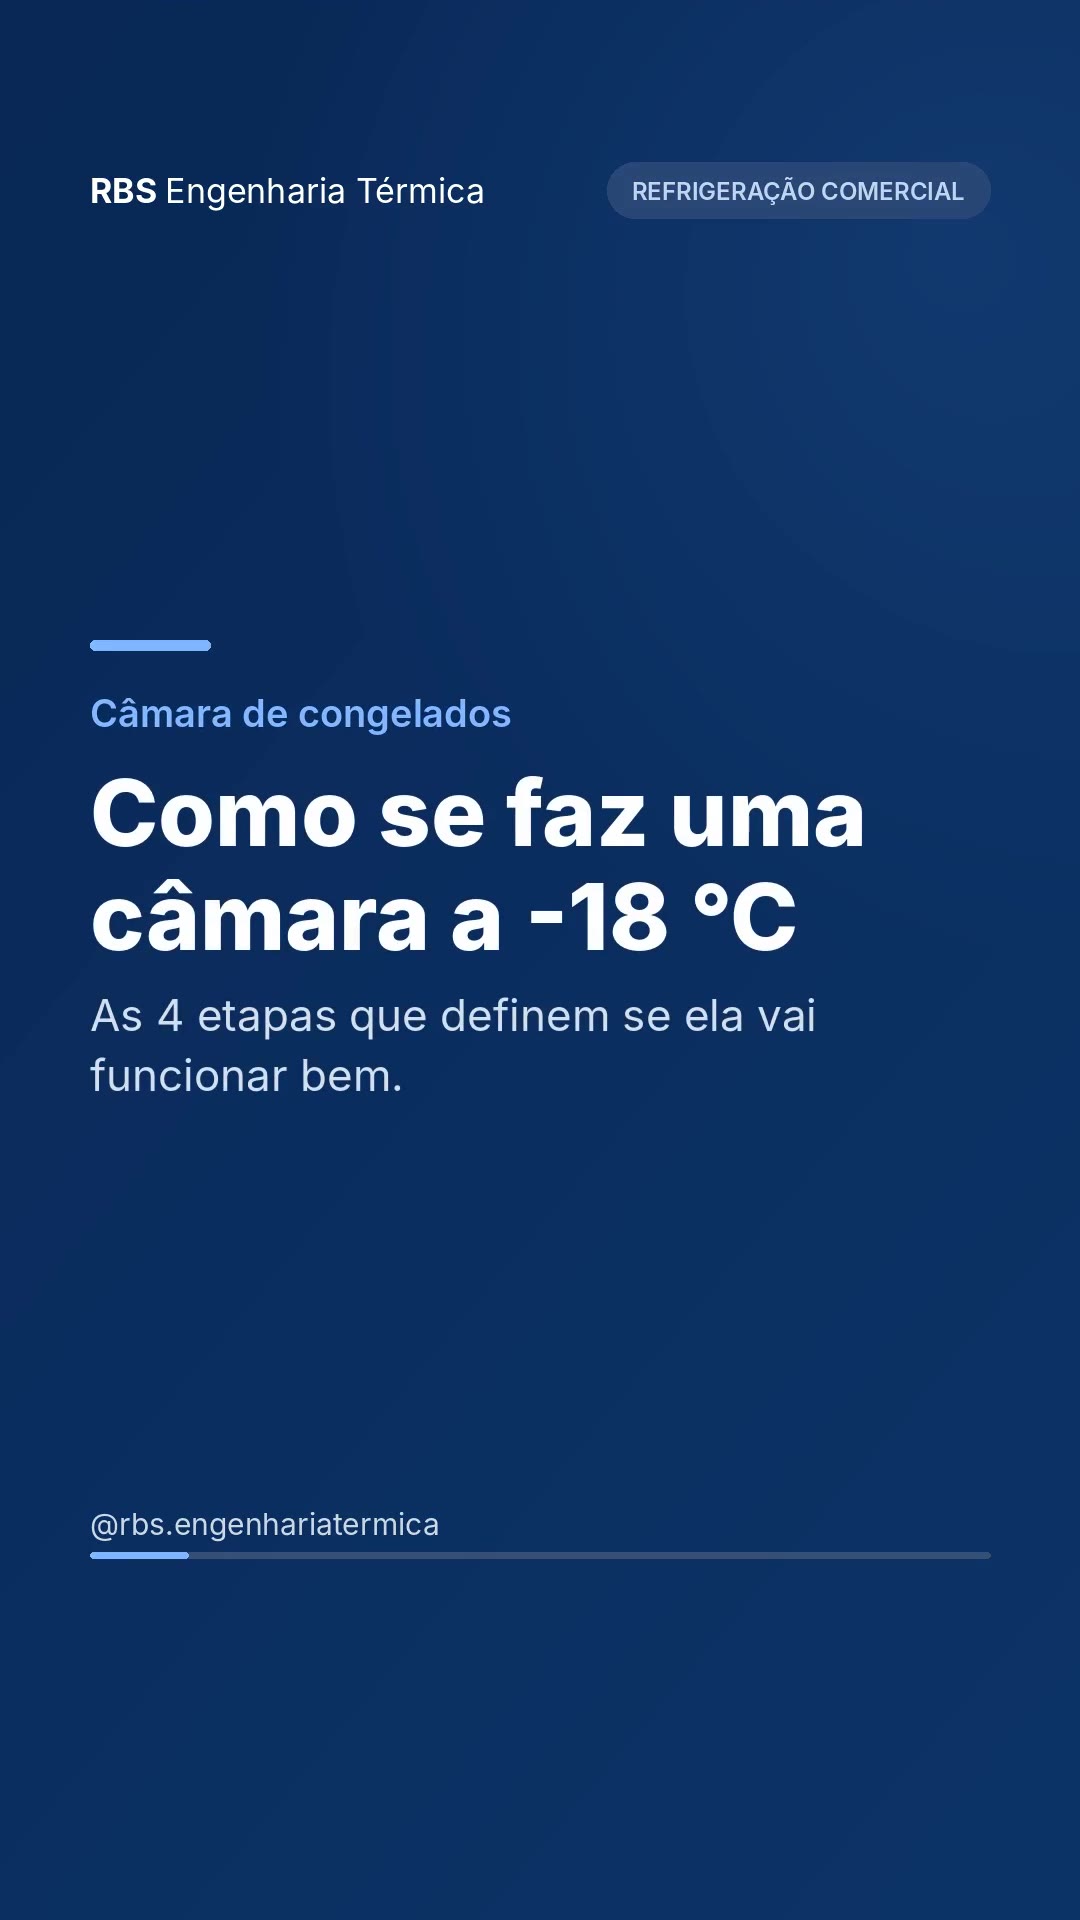 RBS Engenharia Térmica
REFRIGERAÇÃO COMERCIAL
Câmara de congelados
Como se faz uma
câmara a -18 °C
As 4 etapas que definem se ela vai
funcionar bem.
@rbs.engenhariatermica